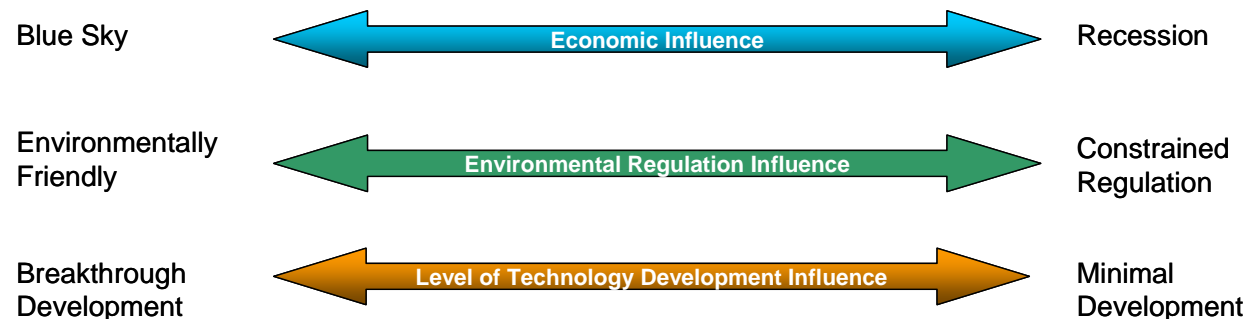 Blue Sky
Economic Influence
Recession
Environmentally
Friendly
Environmental Regulation Influence
Constrained
Regulation
Breakthrough
Development
Level of Technology Development Influence
Minimal
Development